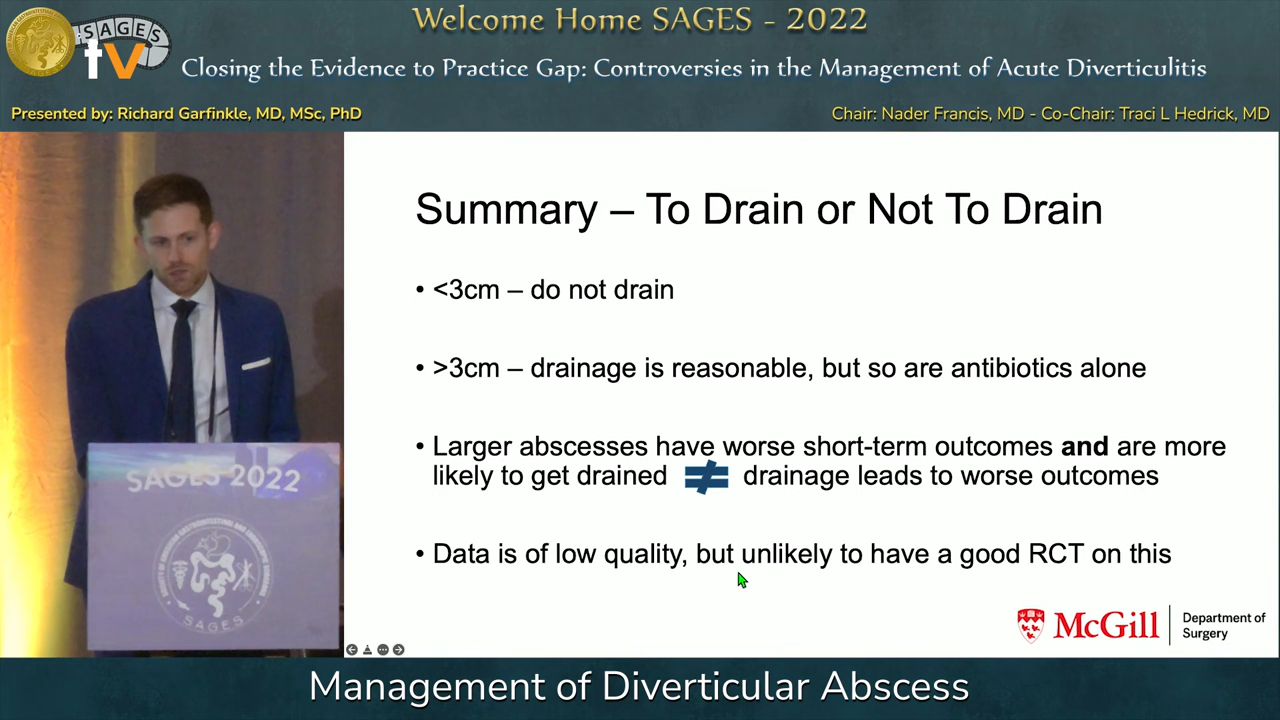 Welcome Home SAGES - 2022
SAGES
tv
Closing the Evidence to Practice Gap: Controversies in the Management of Acute Diverticulitis
Presented by: Richard Garfinkle, MD, MSc, PhD
Chair: Nader Francis, MD - Co-Chair: Traci L Hedrick, MD
Summary – To Drain or Not To Drain
• <3cm – do not drain
• >3cm – drainage is reasonable, but so are antibiotics alone
• Larger abscesses have worse short-term outcomes and are more
likely to get drained ≠ drainage leads to worse outcomes
• Data is of low quality, but unlikely to have a good RCT on this
SAGES 2022
SAGES
McGill
Department of
Surgery
Management of Diverticular Abscess